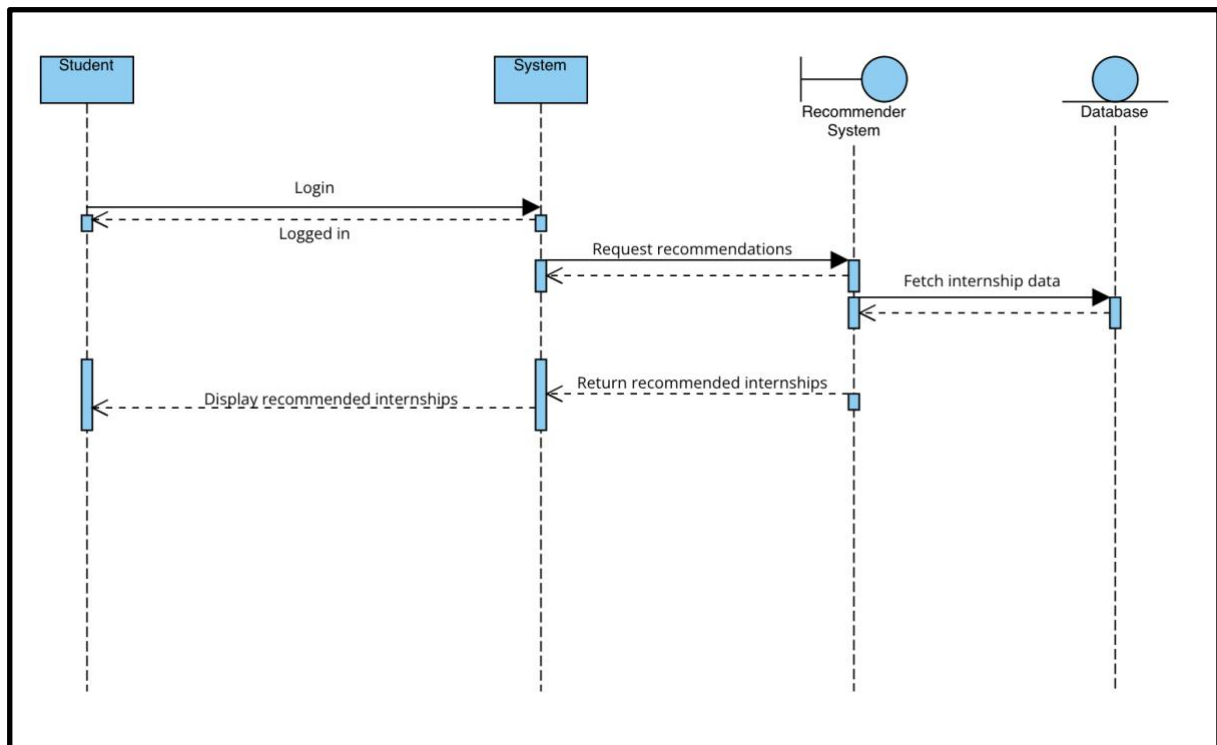 Student
System
Recommender
System
Database
Login
Logged in
Request recommendations
Fetch internship data
Return recommended internships
Display recommended internships